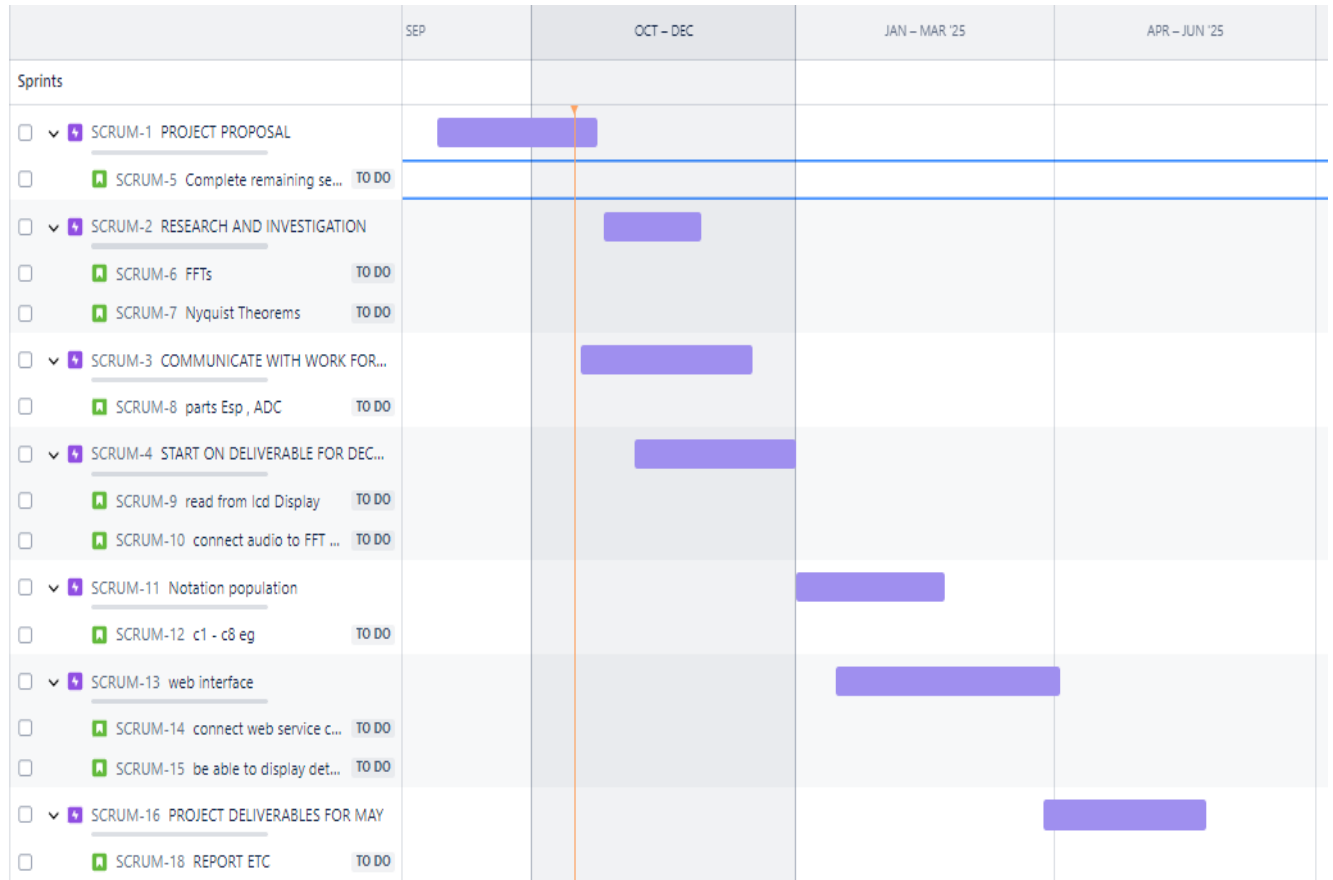 SEP OCT – DEC JAN – MAR '25 APR – JUN '25
Sprints
SCRUM-1 PROJECT PROPOSAL
SCRUM-5 Complete remaining se... TO DO
SCRUM-2 RESEARCH AND INVESTIGATION
SCRUM-6 FFTs TO DO
SCRUM-7 Nyquist Theorems TO DO
SCRUM-3 COMMUNICATE WITH WORK FOR...
SCRUM-8 parts Esp , ADC TO DO
SCRUM-4 START ON DELIVERABLE FOR DEC...
SCRUM-9 read from lcd Display TO DO
SCRUM-10 connect audio to FFT ... TO DO
SCRUM-11 Notation population
SCRUM-12 c1 - c8 eg TO DO
SCRUM-13 web interface
SCRUM-14 connect web service c... TO DO
SCRUM-15 be able to display det... TO DO
SCRUM-16 PROJECT DELIVERABLES FOR MAY
SCRUM-18 REPORT ETC TO DO